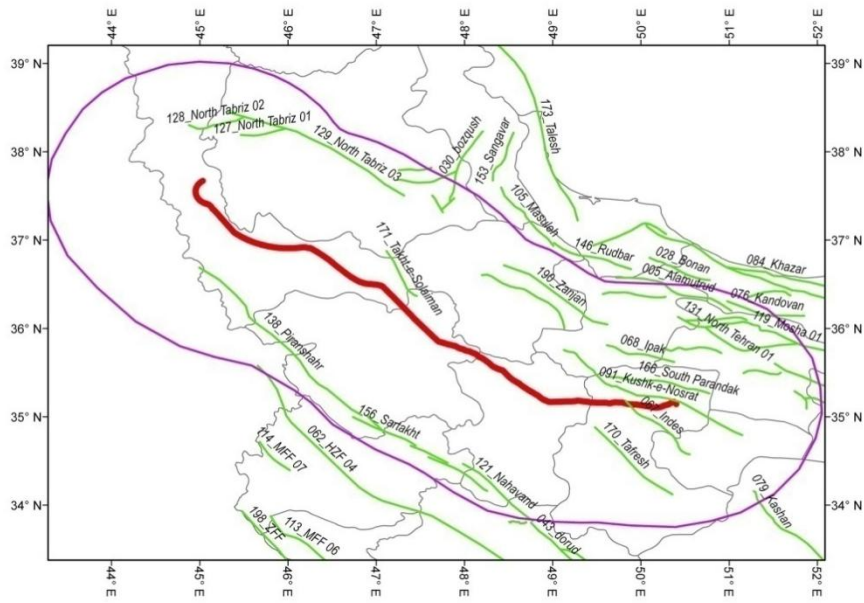 44° E
45° E
46° E
47° E
48° E
49° E
50° E
51° E
52° E
39° N
39° N
128_North Tabriz 02
127_North Tabriz 01
129_North Tabriz 03
030_bozqush
153_Sangavar
173_Talesh
38° N
38° N
105_Masuleh
146_Rudbar
028_Bonan
084_Khazar
37° N
37° N
171_Takht-e-Soleiman
190_Zanjan
005_Alamutrud
076_Kandovan
119_Mosha 01
131_North Tehran 01
36° N
36° N
138_Piranshahr
068_Ipak
166_South Parandak
091_Kushk-e-Nosrat
Indes
35° N
35° N
156_Sartakht
170_Tafresh
062_HZF 04
114_MFF 07
121_Nahavand
043_dorud
079_Kashan
34° N
34° N
198_ZFF
113_MFF 06
44° E
45° E
46° E
47° E
48° E
49° E
50° E
51° E
52° E